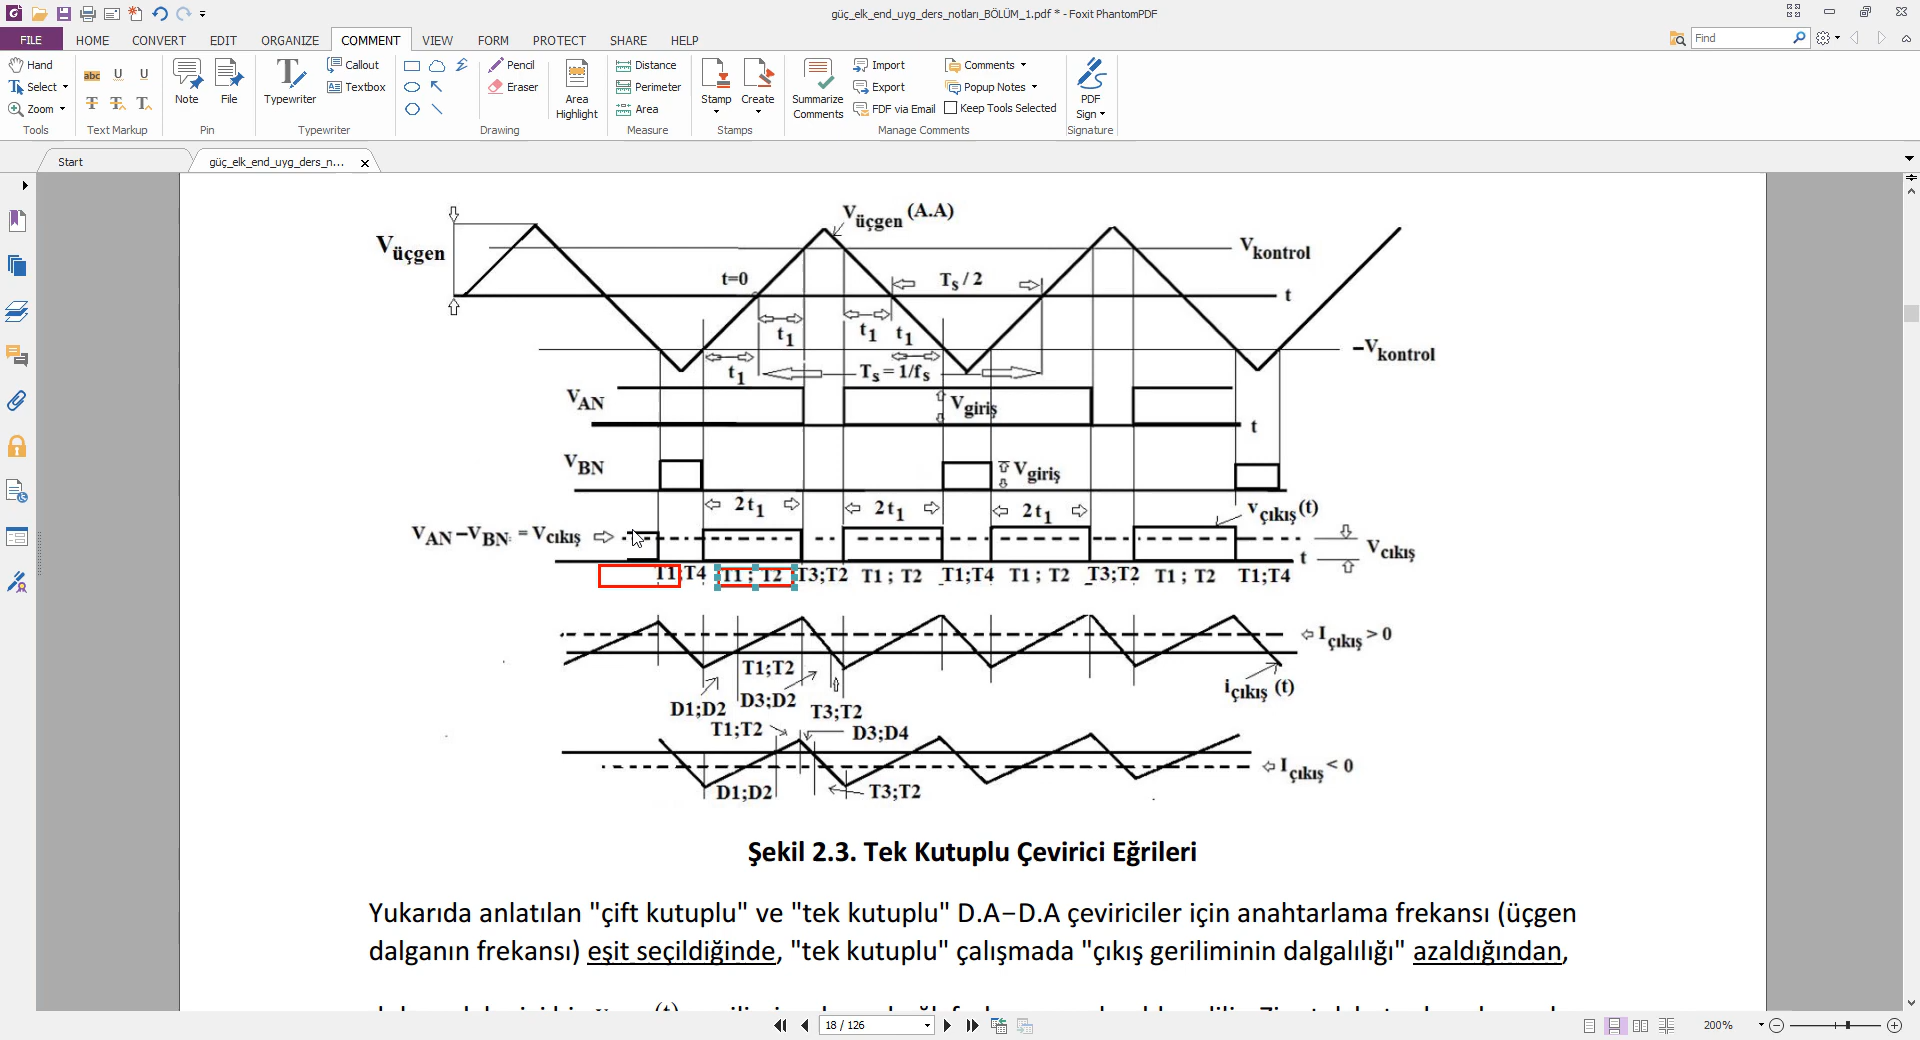 güç_elk_end_uyg_ders_notları_BÖLÜM_1.pdf * - Foxit PhantomPDF
FILE HOME CONVERT EDIT ORGANIZE COMMENT VIEW FORM PROTECT SHARE HELP
Find
Hand
Select
Zoom
Tools
abc U U
T T T
Text Markup
Note File
Pin
Typewriter
Callout
Textbox
Typewriter
Pencil
Eraser
Drawing
Area Highlight
Distance
Perimeter
Area
Measure
Stamp Create
Stamps
Summarize Comments
Import
Export
FDF via Email
Comments
Popup Notes
Keep Tools Selected
Manage Comments
PDF Sign
Signature
Start
güç_elk_end_uyg_ders_n...
Vüçgen (A.A)
Vüçgen
Vkontrol
t=0
Ts / 2
t
t1 t1 t1
−Vkontrol
t1
Ts = 1/fs
VAN
Vgiriş
t
VBN
Vgiriş
2t1 2t1 2t1
vçıkış(t)
VAN −VBN = Vcıkış
t
Vcıkış
T1;T4 T1 ; T2 T3;T2 T1 ; T2 T1;T4 T1 ; T2 T3;T2 T1 ; T2 T1;T4
Içıkış > 0
T1;T2
içıkış (t)
D3;D2
D1;D2
T3;T2
T1;T2
D3;D4
Içıkış < 0
D1;D2
T3;T2
Şekil 2.3. Tek Kutuplu Çevirici Eğrileri
Yukarıda anlatılan "çift kutuplu" ve "tek kutuplu" D.A−D.A çeviriciler için anahtarlama frekansı (üçgen
dalganın frekansı) eşit seçildiğinde, "tek kutuplu" çalışmada "çıkış geriliminin dalgalılığı" azaldığından,
18 / 126
200%